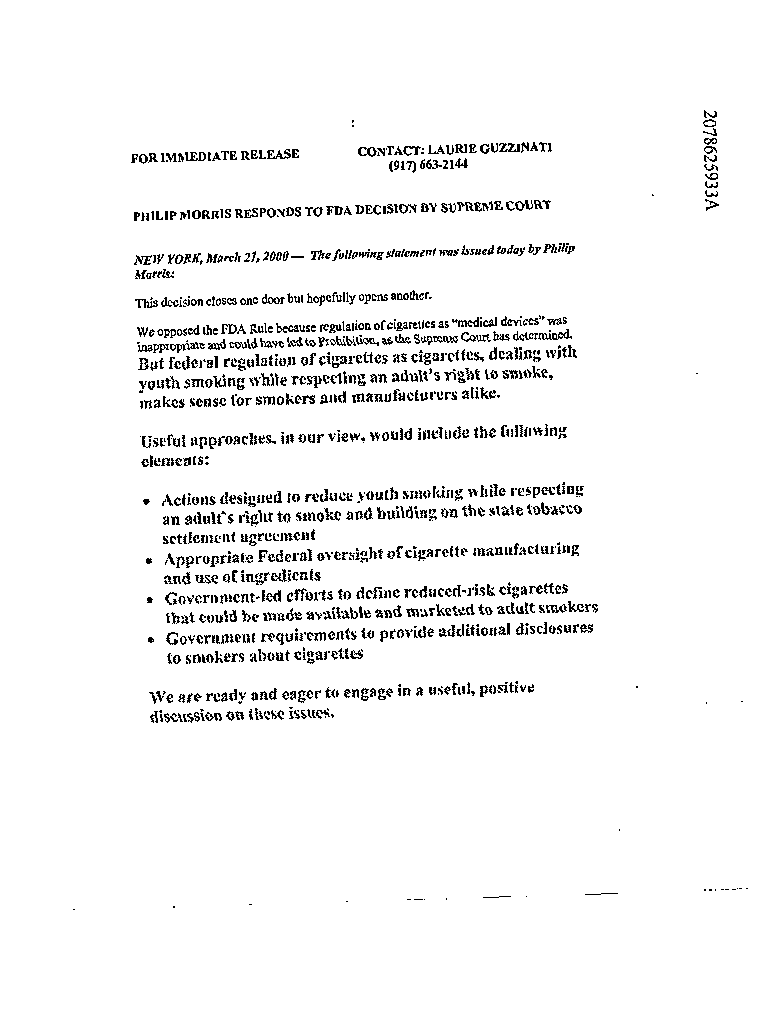 FOR IMMEDIATE RELEASE
CONTACT: LAURIE GUZZINATI
(917) 663-2144
2078625933A
PHILIP MORRIS RESPONDS TO FDA DECISION BY SUPREME COURT
NEW YORK, March 21, 2000 — The following statement was issued today by Philip
Morris:
This decision closes one door but hopefully opens another.
We opposed the FDA Rule because regulation of cigarettes as "medical devices" was
inappropriate and could have led to Prohibition, as the Supreme Court has determined.
But federal regulation of cigarettes as cigarettes, dealing with
youth smoking while respecting an adult's right to smoke,
makes sense for smokers and manufacturers alike.
Useful approaches, in our view, would include the following
elements:
• Actions designed to reduce youth smoking while respecting
an adult's right to smoke and building on the state tobacco
settlement agreement
• Appropriate Federal oversight of cigarette manufacturing
and use of ingredients
• Government-led efforts to define reduced-risk cigarettes
that could be made available and marketed to adult smokers
• Government requirements to provide additional disclosures
to smokers about cigarettes
We are ready and eager to engage in a useful, positive
discussion on these issues.